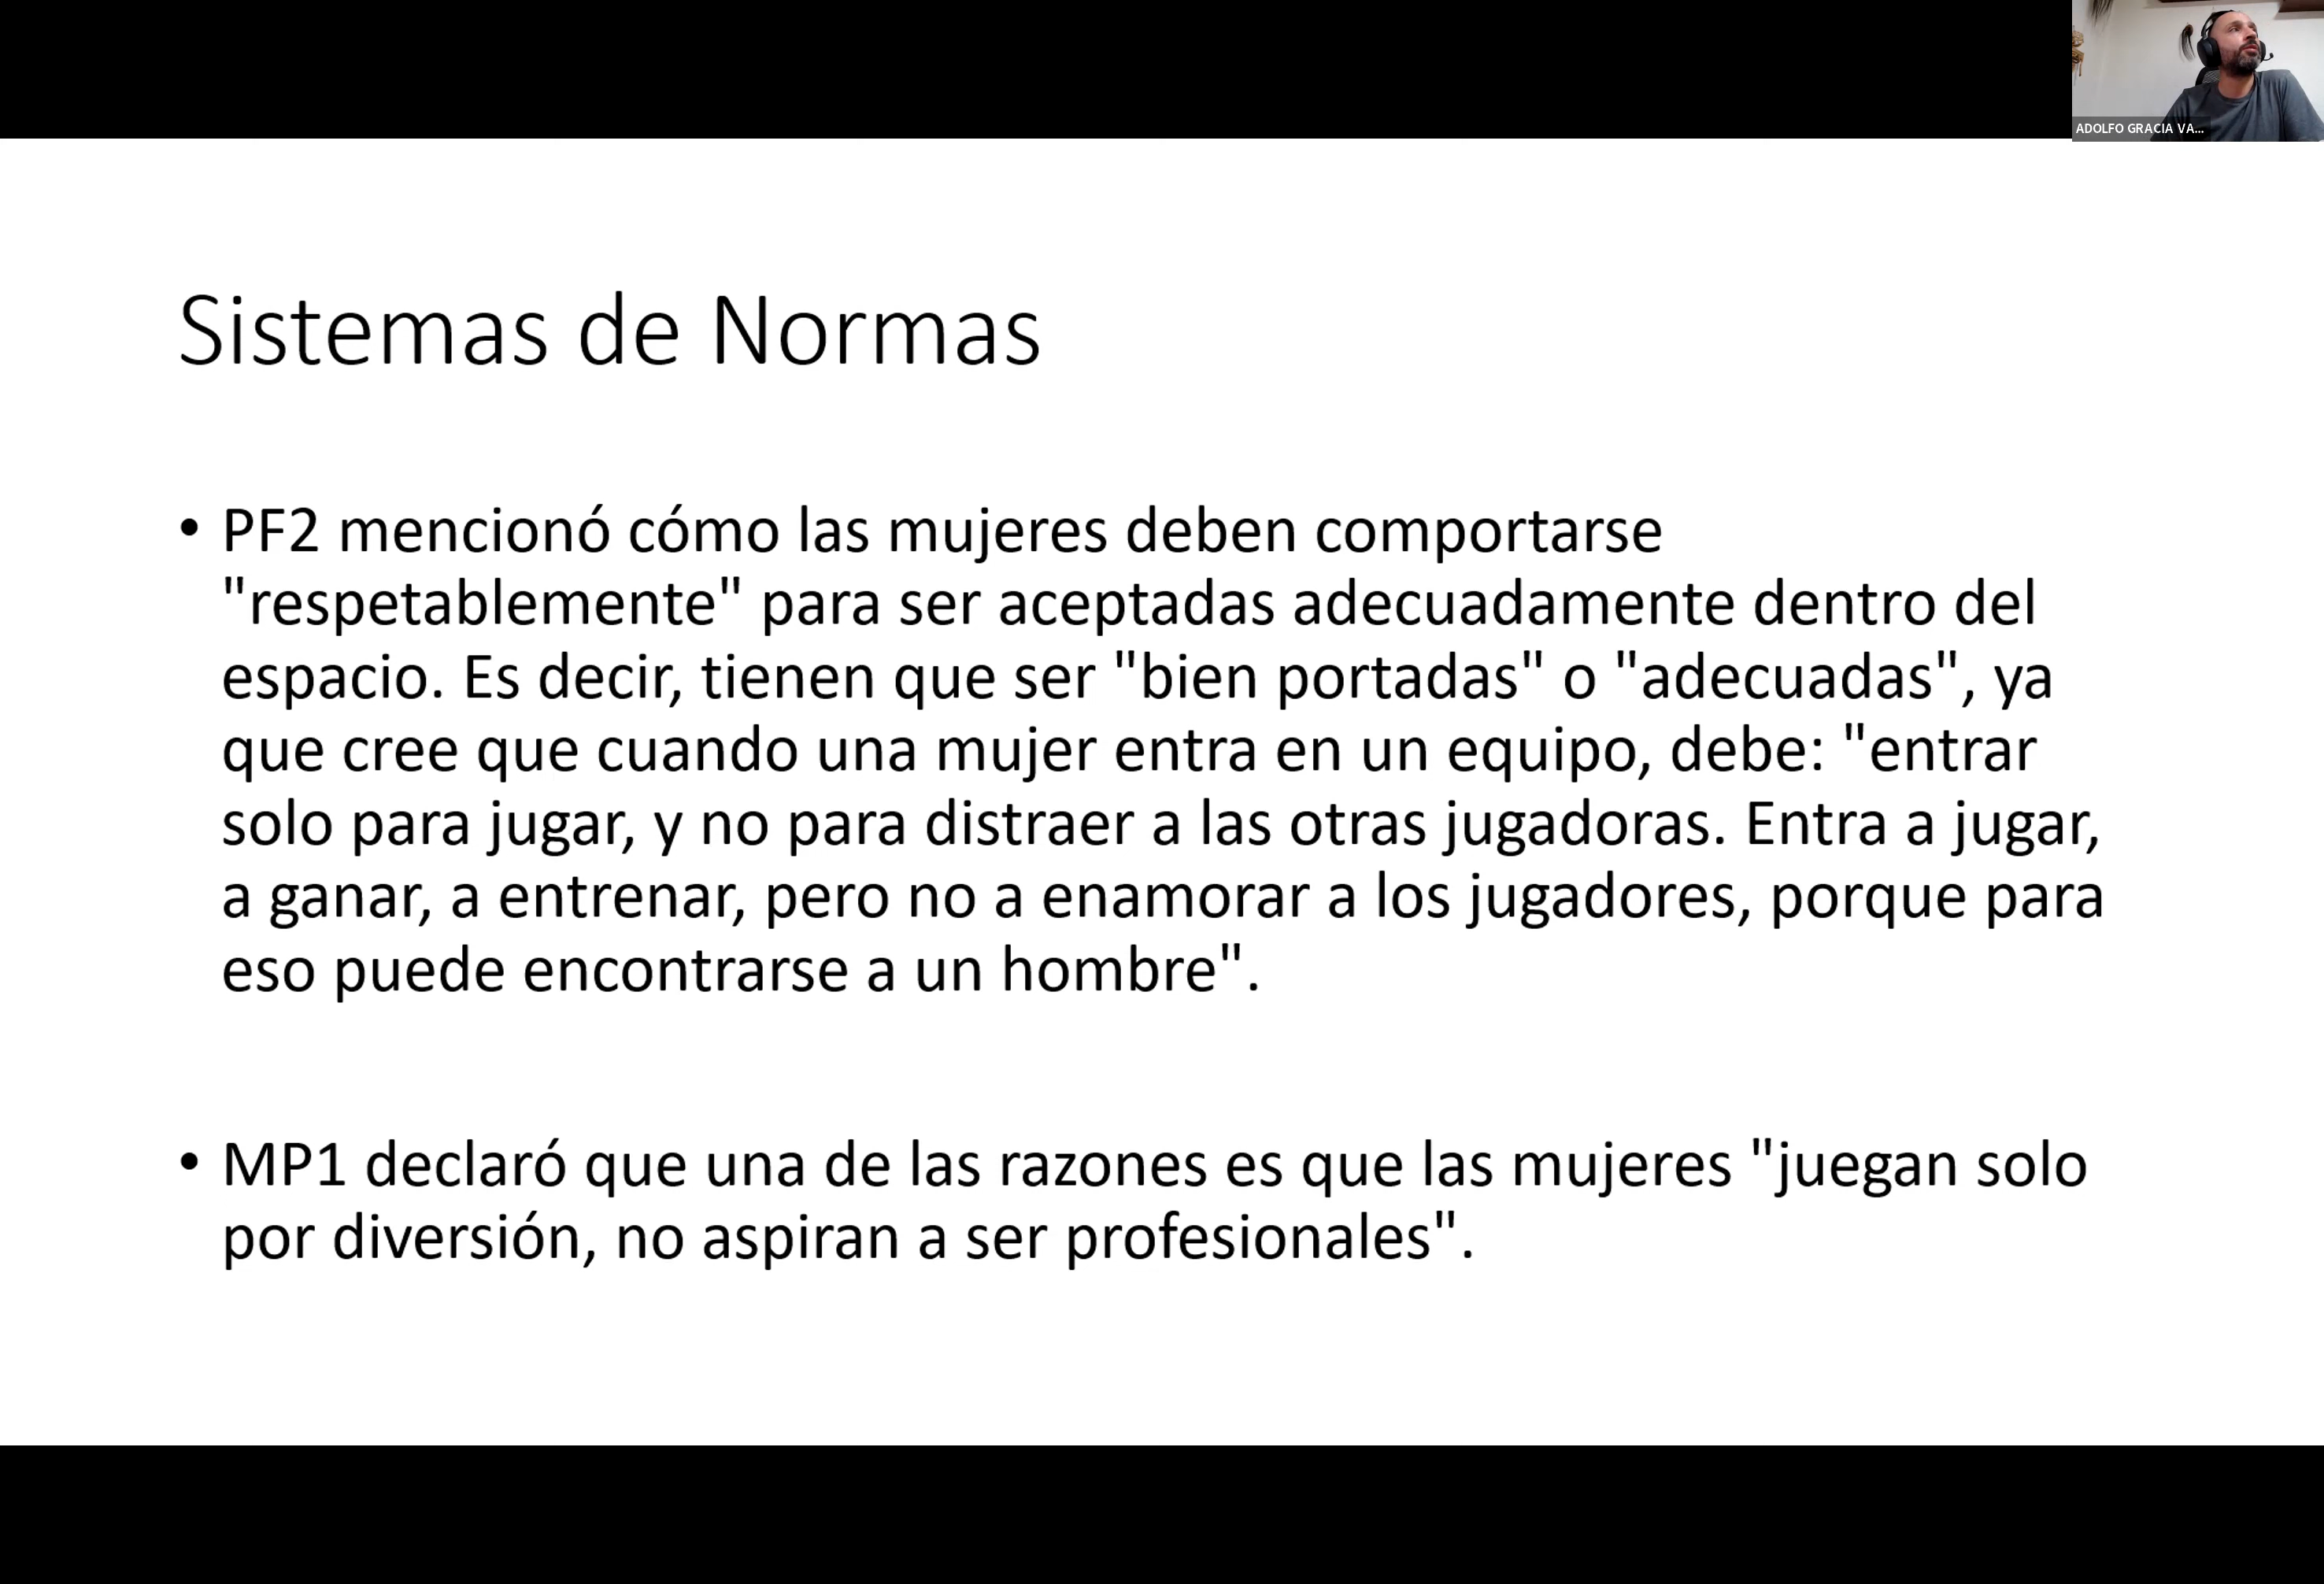 ADOLFO GRACIA VA...
Sistemas de Normas
• PF2 mencionó cómo las mujeres deben comportarse
"respetablemente" para ser aceptadas adecuadamente dentro del
espacio. Es decir, tienen que ser "bien portadas" o "adecuadas", ya
que cree que cuando una mujer entra en un equipo, debe: "entrar
solo para jugar, y no para distraer a las otras jugadoras. Entra a jugar,
a ganar, a entrenar, pero no a enamorar a los jugadores, porque para
eso puede encontrarse a un hombre".
• MP1 declaró que una de las razones es que las mujeres "juegan solo
por diversión, no aspiran a ser profesionales".